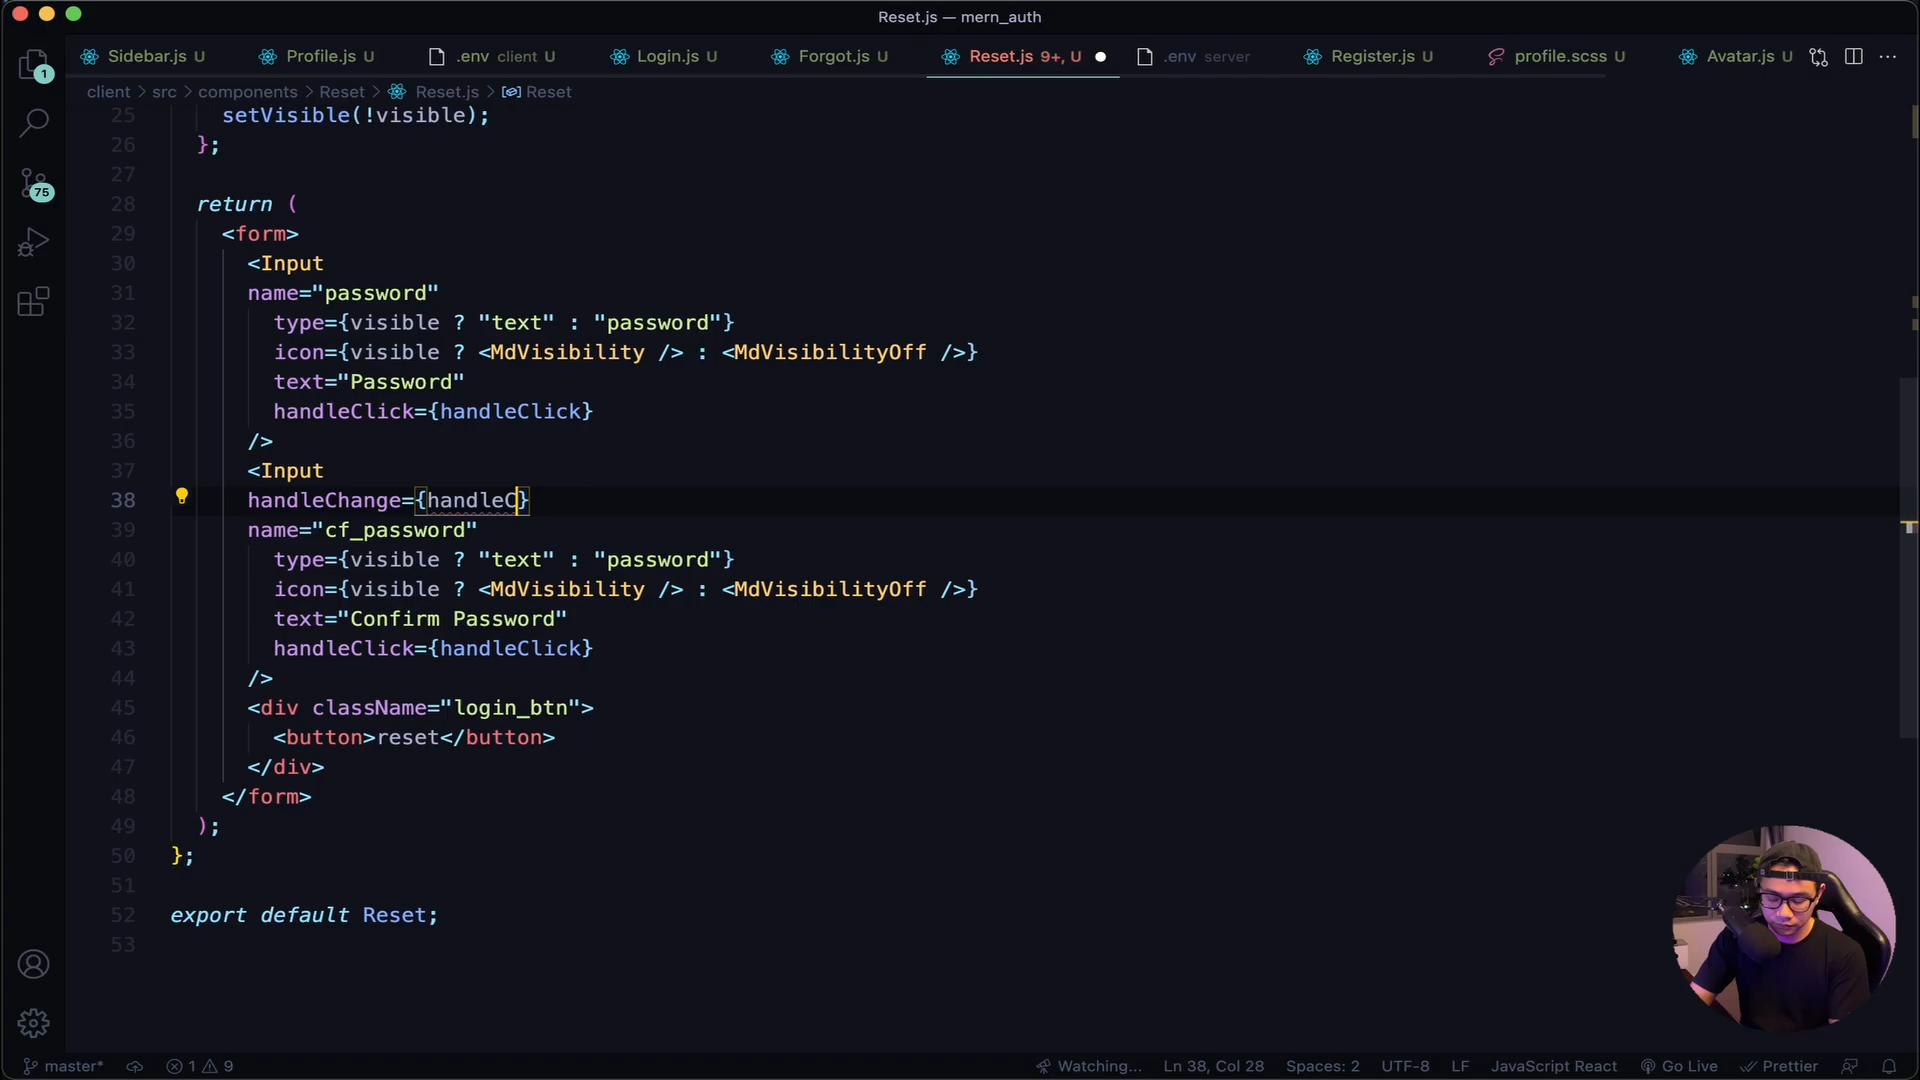 Reset.js — mern_auth
Sidebar.js U
Profile.js U
.env client U
Login.js U
Forgot.js U
Reset.js 9+, U
.env server
Register.js U
profile.scss U
Avatar.js U
client > src > components > Reset > Reset.js > Reset
25 setVisible(!visible);
26 };
27
28 return (
29 <form>
30 <Input
31 name="password"
32 type={visible ? "text" : "password"}
33 icon={visible ? <MdVisibility /> : <MdVisibilityOff />}
34 text="Password"
35 handleClick={handleClick}
36 />
37 <Input
38 handleChange={handleC}
39 name="cf_password"
40 type={visible ? "text" : "password"}
41 icon={visible ? <MdVisibility /> : <MdVisibilityOff />}
42 text="Confirm Password"
43 handleClick={handleClick}
44 />
45 <div className="login_btn">
46 <button>reset</button>
47 </div>
48 </form>
49 );
50 };
51
52 export default Reset;
53
1
75
master*
1
9
Watching...
Ln 38, Col 28
Spaces: 2
UTF-8
LF
JavaScript React
Go Live
Prettier